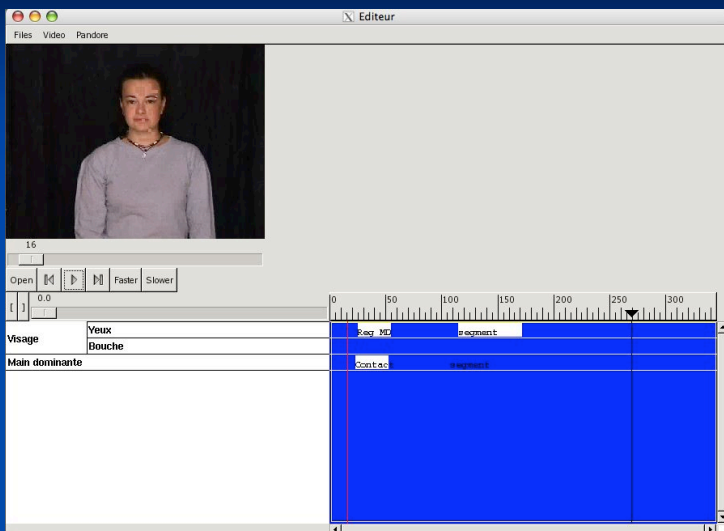 Editeur
Files Video Pandore
16
Open Faster Slower
[ ] 0.0 0 50 100 150 200 250 300
Visage Yeux Reg MD segment
Bouche
Main dominante Contact segment